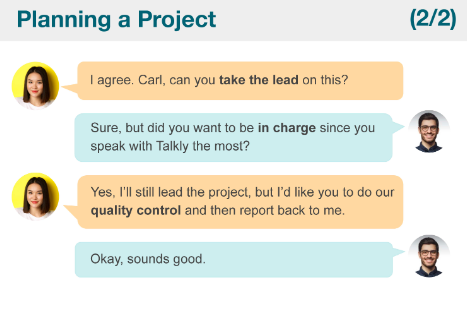 Planning a Project (2/2)
I agree. Carl, can you take the lead on this?
Sure, but did you want to be in charge since you
speak with Talkly the most?
Yes, I'll still lead the project, but I'd like you to do our
quality control and then report back to me.
Okay, sounds good.